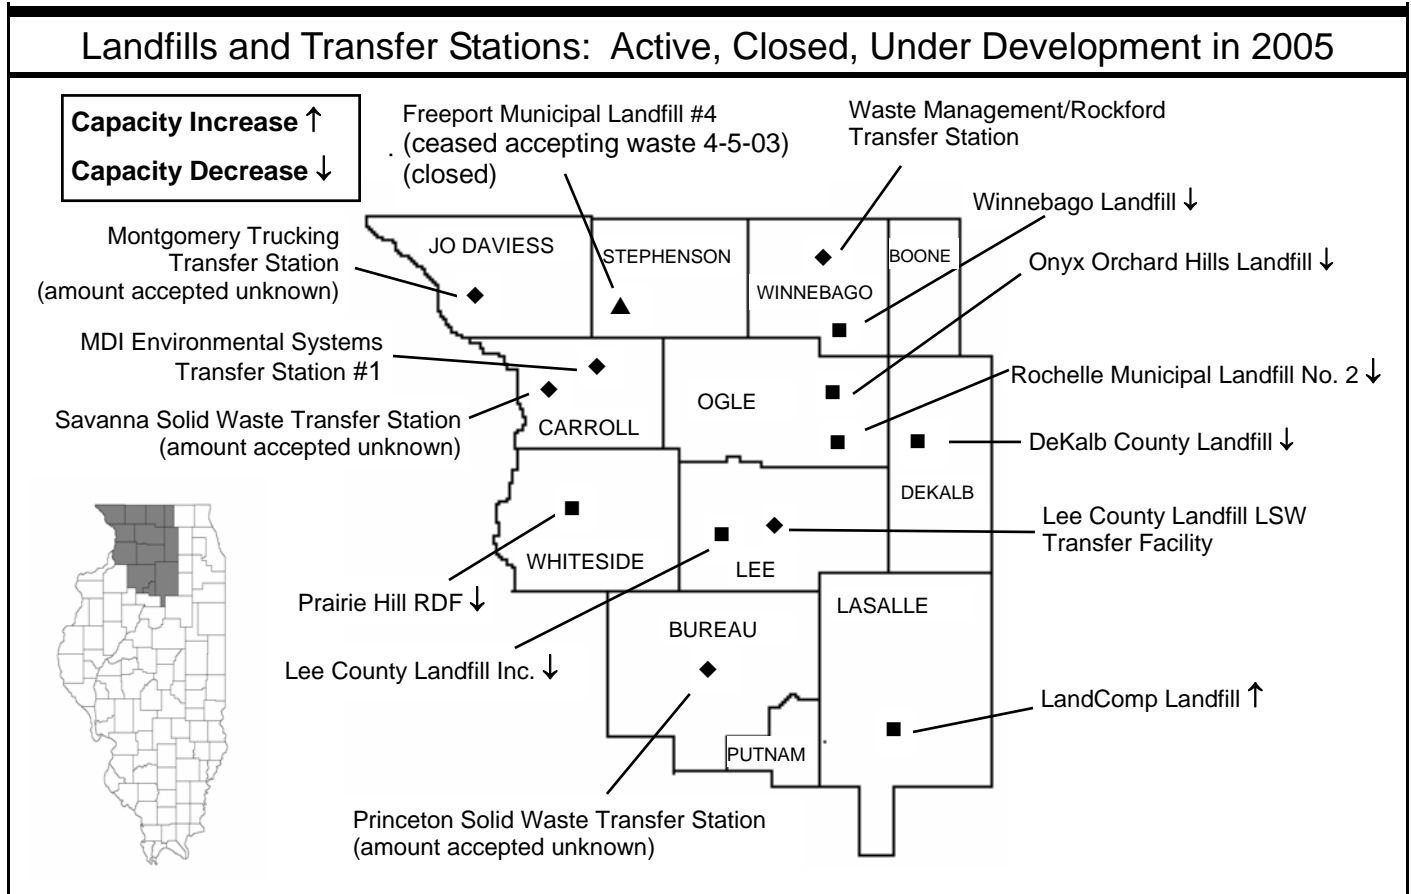 Landfills and Transfer Stations: Active, Closed, Under Development in 2005
Capacity Increase ↑
Capacity Decrease ↓
Freeport Municipal Landfill #4
(ceased accepting waste 4-5-03)
(closed)
Waste Management/Rockford
Transfer Station
Winnebago Landfill ↓
Onyx Orchard Hills Landfill ↓
Montgomery Trucking
Transfer Station
(amount accepted unknown)
MDI Environmental Systems
Transfer Station #1
Savanna Solid Waste Transfer Station
(amount accepted unknown)
JO DAVIESS
STEPHENSON
WINNEBAGO
BOONE
CARROLL
OGLE
Rochelle Municipal Landfill No. 2 ↓
DeKalb County Landfill ↓
DEKALB
Lee County Landfill LSW
Transfer Facility
WHITESIDE
LEE
Prairie Hill RDF ↓
Lee County Landfill Inc. ↓
BUREAU
LASALLE
LandComp Landfill ↑
PUTNAM
Princeton Solid Waste Transfer Station
(amount accepted unknown)